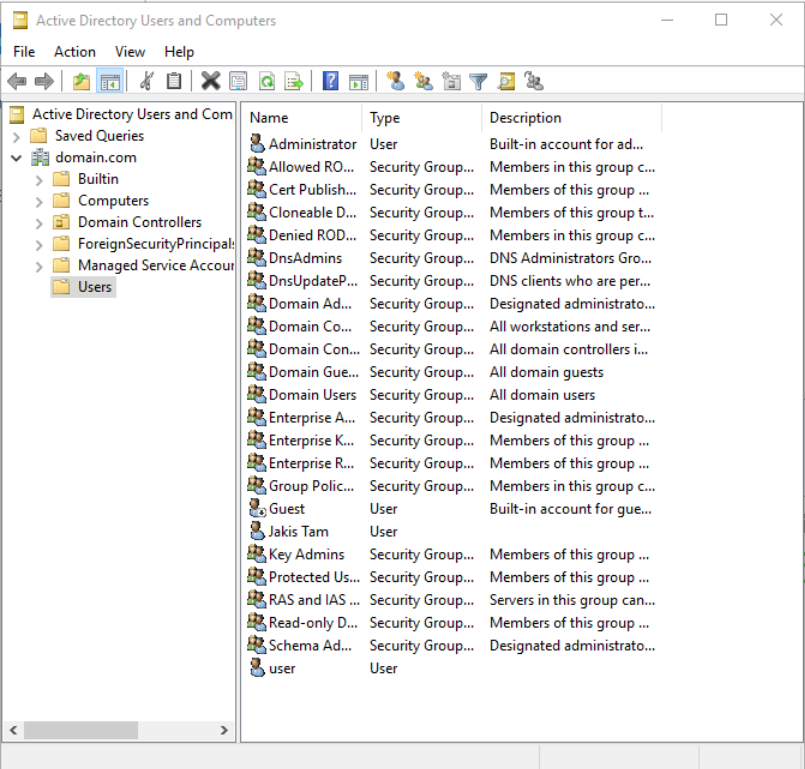 Active Directory Users and Computers
File Action View Help
Active Directory Users and Com
Saved Queries
domain.com
Builtin
Computers
Domain Controllers
ForeignSecurityPrincipals
Managed Service Accour
Users
Name Type Description
Administrator User Built-in account for ad...
Allowed RO... Security Group... Members in this group c...
Cert Publish... Security Group... Members of this group ...
Cloneable D... Security Group... Members of this group t...
Denied ROD... Security Group... Members in this group c...
DnsAdmins Security Group... DNS Administrators Gro...
DnsUpdateP... Security Group... DNS clients who are per...
Domain Ad... Security Group... Designated administrato...
Domain Co... Security Group... All workstations and ser...
Domain Con... Security Group... All domain controllers i...
Domain Gue... Security Group... All domain guests
Domain Users Security Group... All domain users
Enterprise A... Security Group... Designated administrato...
Enterprise K... Security Group... Members of this group ...
Enterprise R... Security Group... Members of this group ...
Group Polic... Security Group... Members in this group c...
Guest User Built-in account for gue...
Jakis Tam User
Key Admins Security Group... Members of this group ...
Protected Us... Security Group... Members of this group ...
RAS and IAS ... Security Group... Servers in this group can...
Read-only D... Security Group... Members of this group ...
Schema Ad... Security Group... Designated administrato...
user User